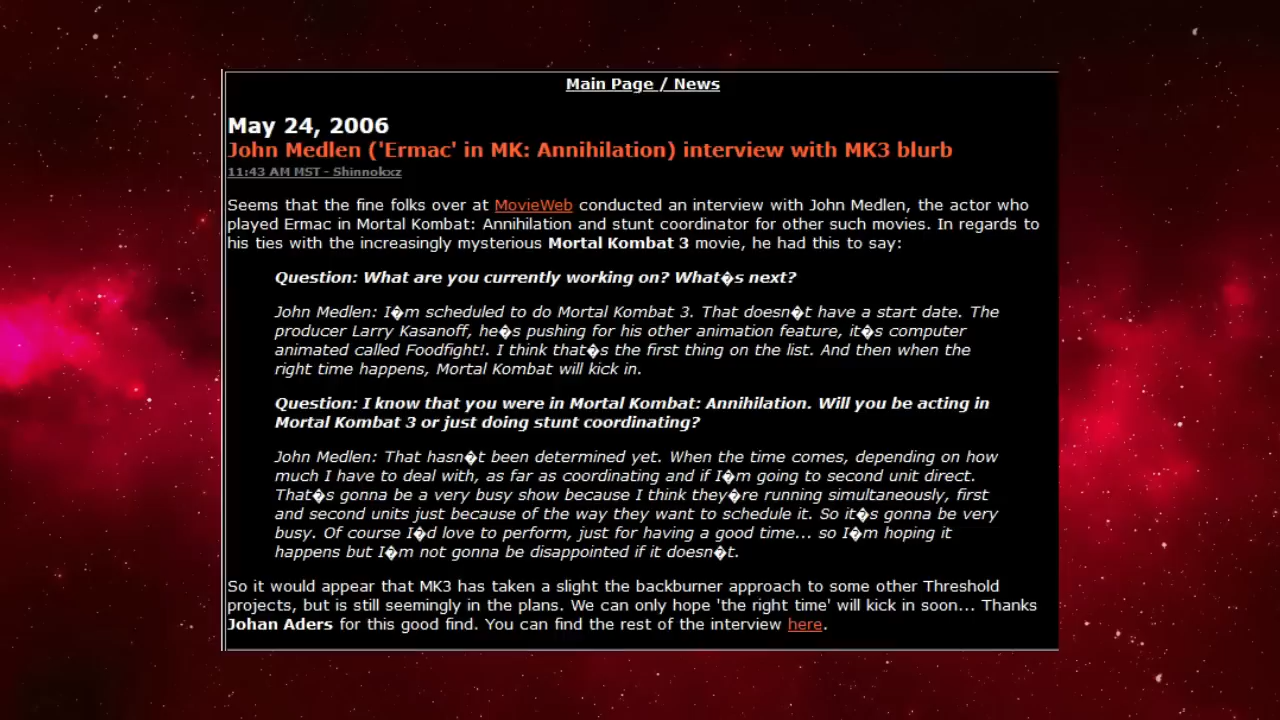 Main Page / News
May 24, 2006
John Medlen ('Ermac' in MK: Annihilation) interview with MK3 blurb
11:43 AM MST - Shinnokxz
Seems that the fine folks over at MovieWeb conducted an interview with John Medlen, the actor who
played Ermac in Mortal Kombat: Annihilation and stunt coordinator for other such movies. In regards to
his ties with the increasingly mysterious Mortal Kombat 3 movie, he had this to say:
Question: What are you currently working on? What�s next?
John Medlen: I�m scheduled to do Mortal Kombat 3. That doesn�t have a start date. The
producer Larry Kasanoff, he�s pushing for his other animation feature, it�s computer
animated called Foodfight!. I think that�s the first thing on the list. And then when the
right time happens, Mortal Kombat will kick in.
Question: I know that you were in Mortal Kombat: Annihilation. Will you be acting in
Mortal Kombat 3 or just doing stunt coordinating?
John Medlen: That hasn�t been determined yet. When the time comes, depending on how
much I have to deal with, as far as coordinating and if I�m going to second unit direct.
That�s gonna be a very busy show because I think they�re running simultaneously, first
and second units just because of the way they want to schedule it. So it�s gonna be very
busy. Of course I�d love to perform, just for having a good time... so I�m hoping it
happens but I�m not gonna be disappointed if it doesn�t.
So it would appear that MK3 has taken a slight the backburner approach to some other Threshold
projects, but is still seemingly in the plans. We can only hope 'the right time' will kick in soon... Thanks
Johan Aders for this good find. You can find the rest of the interview here.